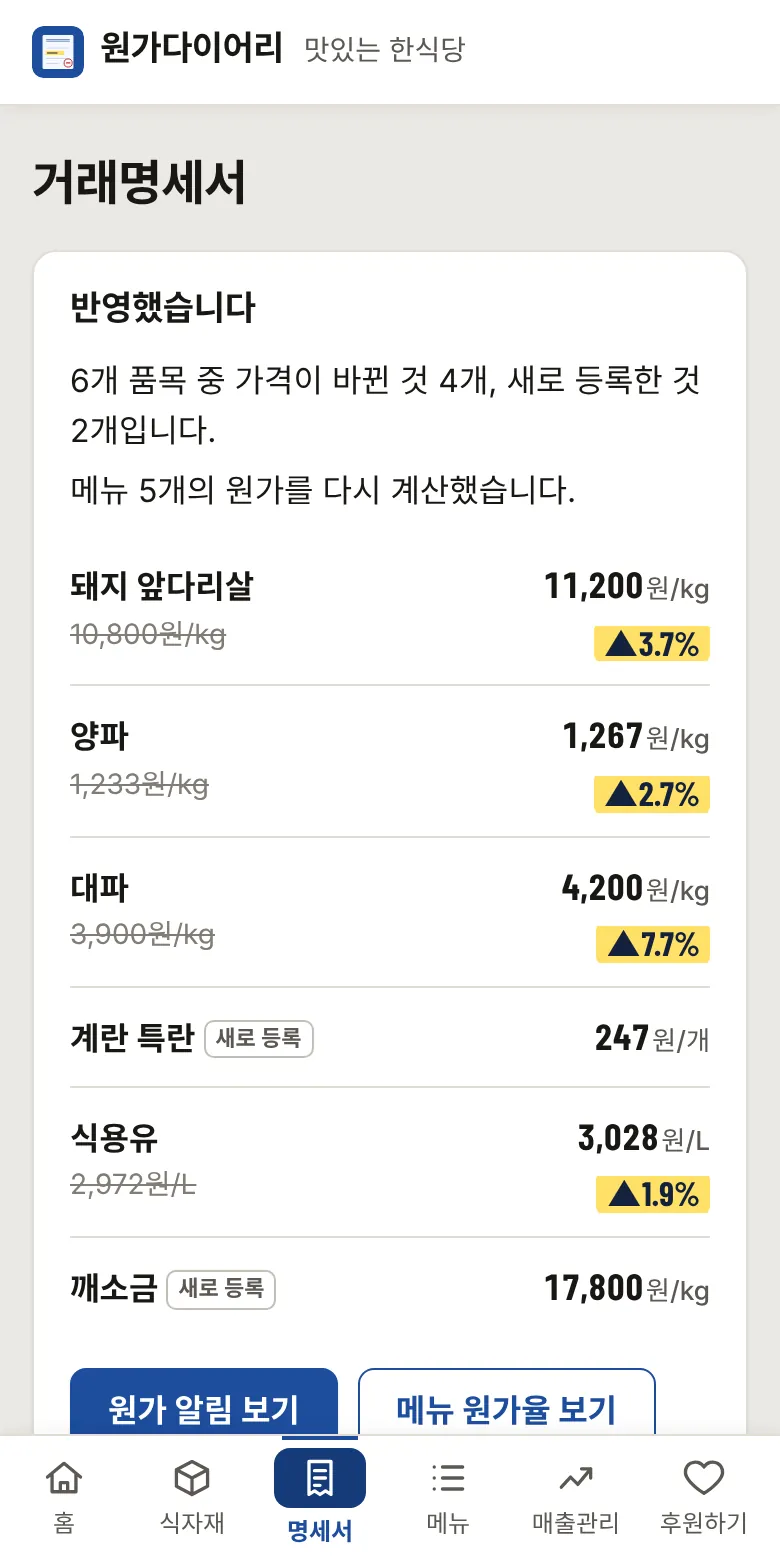 원가다이어리 맛있는 한식당
거래명세서
반영했습니다
6개 품목 중 가격이 바뀐 것 4개, 새로 등록한 것
2개입니다.
메뉴 5개의 원가를 다시 계산했습니다.
돼지 앞다리살 11,200원/kg
10,800원/kg ▲3.7%
양파 1,267원/kg
1,233원/kg ▲2.7%
대파 4,200원/kg
3,900원/kg ▲7.7%
계란 특란 새로 등록 247원/개
식용유 3,028원/L
2,972원/L ▲1.9%
깨소금 새로 등록 17,800원/kg
원가 알림 보기 메뉴 원가율 보기
홈 식자재 명세서 메뉴 매출관리 후원하기